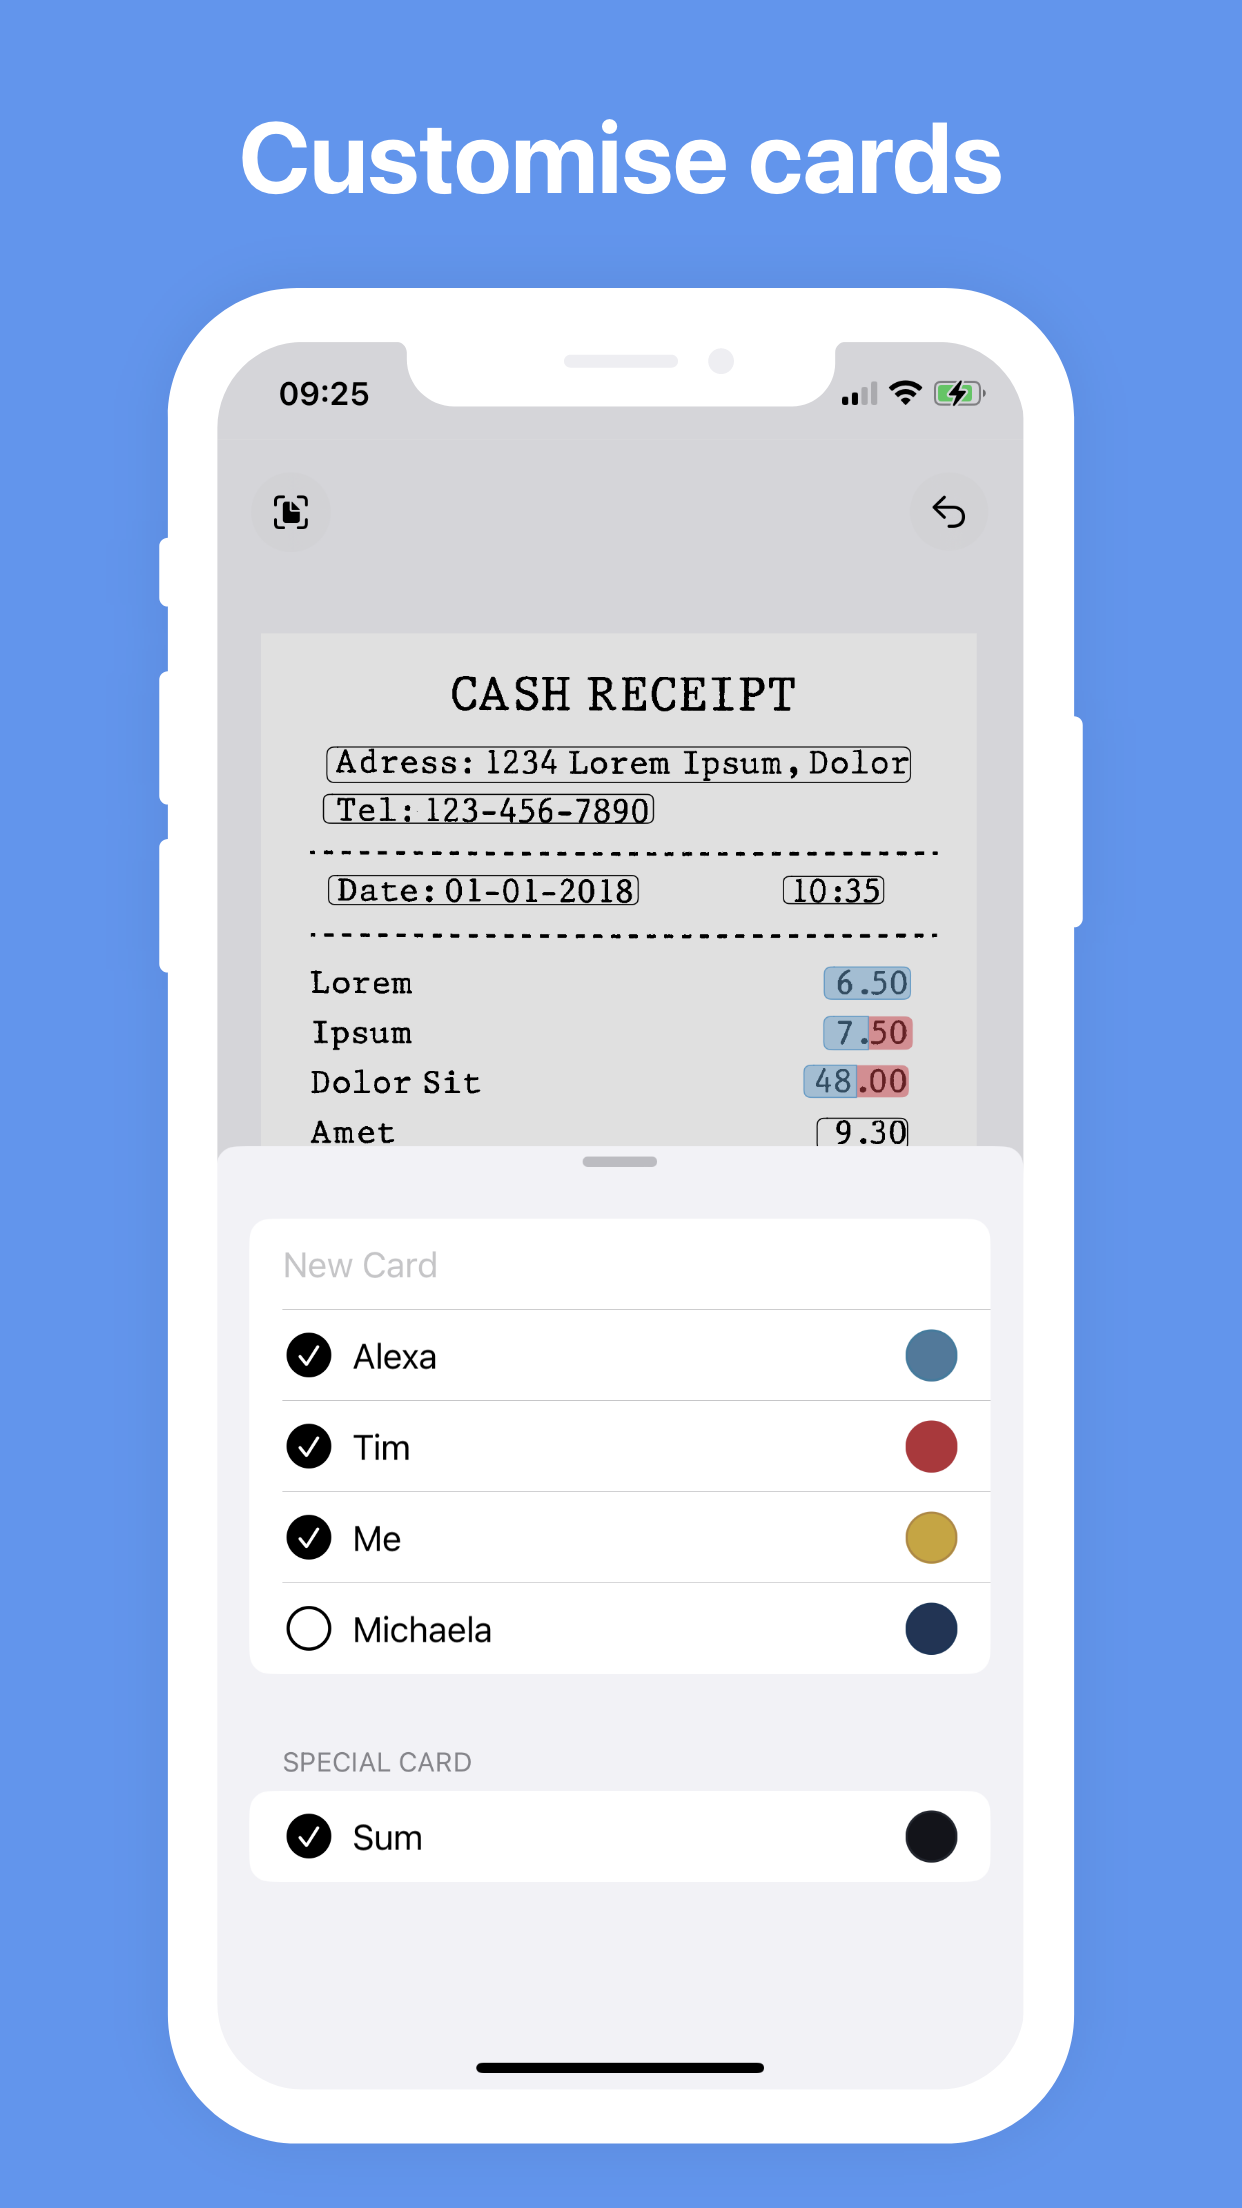 Customise cards
09:25
CASH RECEIPT
Adress: 1234 Lorem Ipsum, Dolor
Tel: 123-456-7890
Date: 01-01-2018 10:35
Lorem 6.50
Ipsum 7.50
Dolor Sit 48.00
Amet 9.30
New Card
Alexa
Tim
Me
Michaela
SPECIAL CARD
Sum